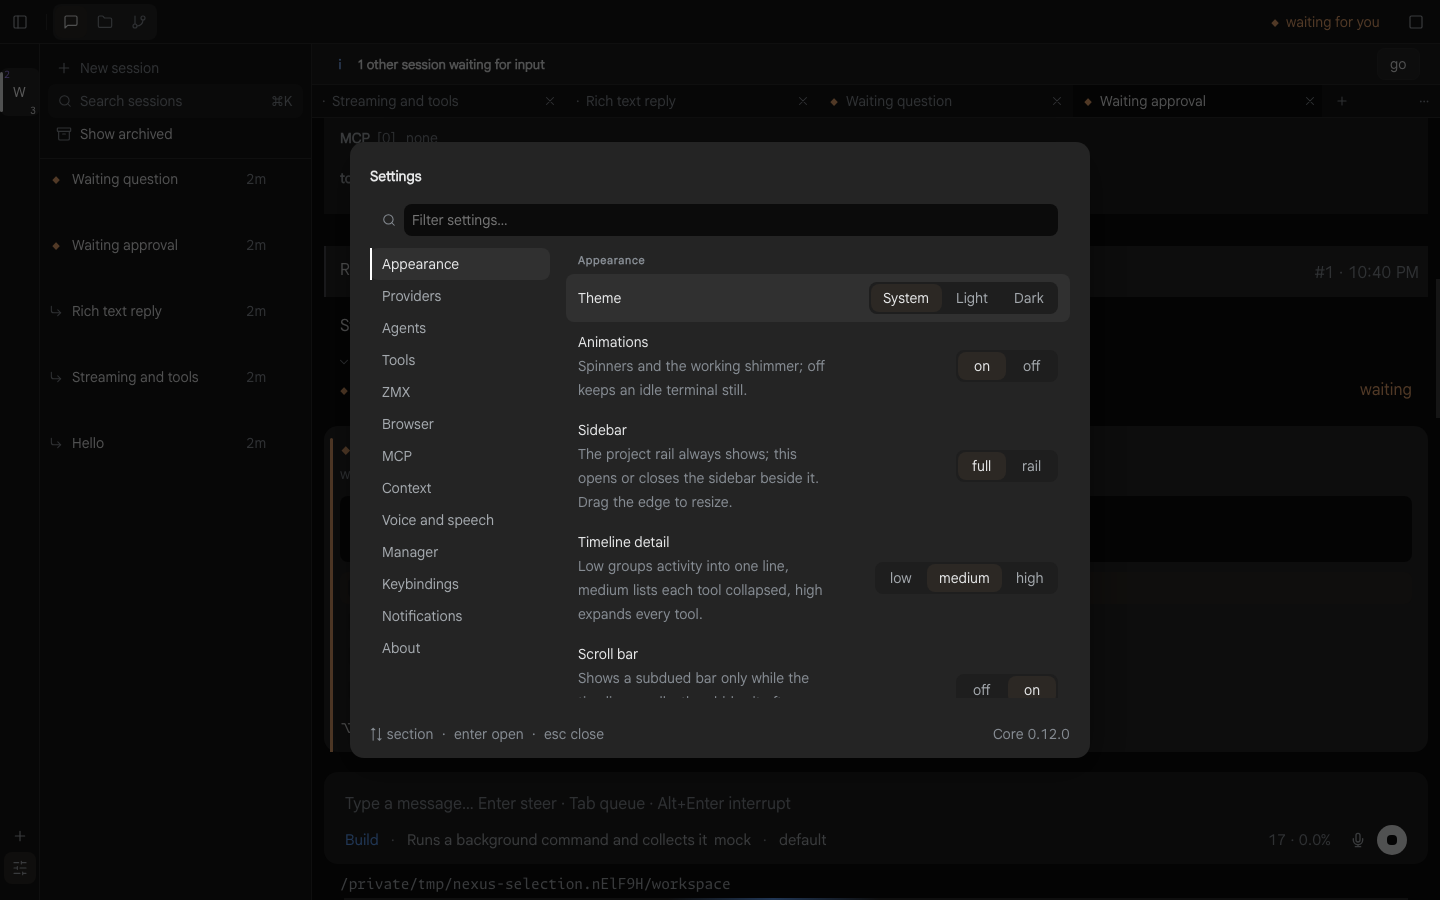 waiting for you
New session
i 1 other session waiting for input
go
2
W
3
Search sessions ⌘K
Show archived
· Streaming and tools
· Rich text reply
Waiting question
Waiting approval
MCP [0] none
Waiting question 2m
Waiting approval 2m
Rich text reply 2m
Streaming and tools 2m
Hello 2m
#1 · 10:40 PM
waiting
Settings
Filter settings...
Appearance
Providers
Agents
Tools
ZMX
Browser
MCP
Context
Voice and speech
Manager
Keybindings
Notifications
About
Appearance
Theme System Light Dark
Animations
Spinners and the working shimmer; off
keeps an idle terminal still.
on off
Sidebar
The project rail always shows; this
opens or closes the sidebar beside it.
Drag the edge to resize.
full rail
Timeline detail
Low groups activity into one line,
medium lists each tool collapsed, high
expands every tool.
low medium high
Scroll bar
Shows a subdued bar only while the
off on
↑↓ section · enter open · esc close
Core 0.12.0
Type a message... Enter steer · Tab queue · Alt+Enter interrupt
Build · Runs a background command and collects it mock · default
17 · 0.0%
/private/tmp/nexus-selection.nElF9H/workspace